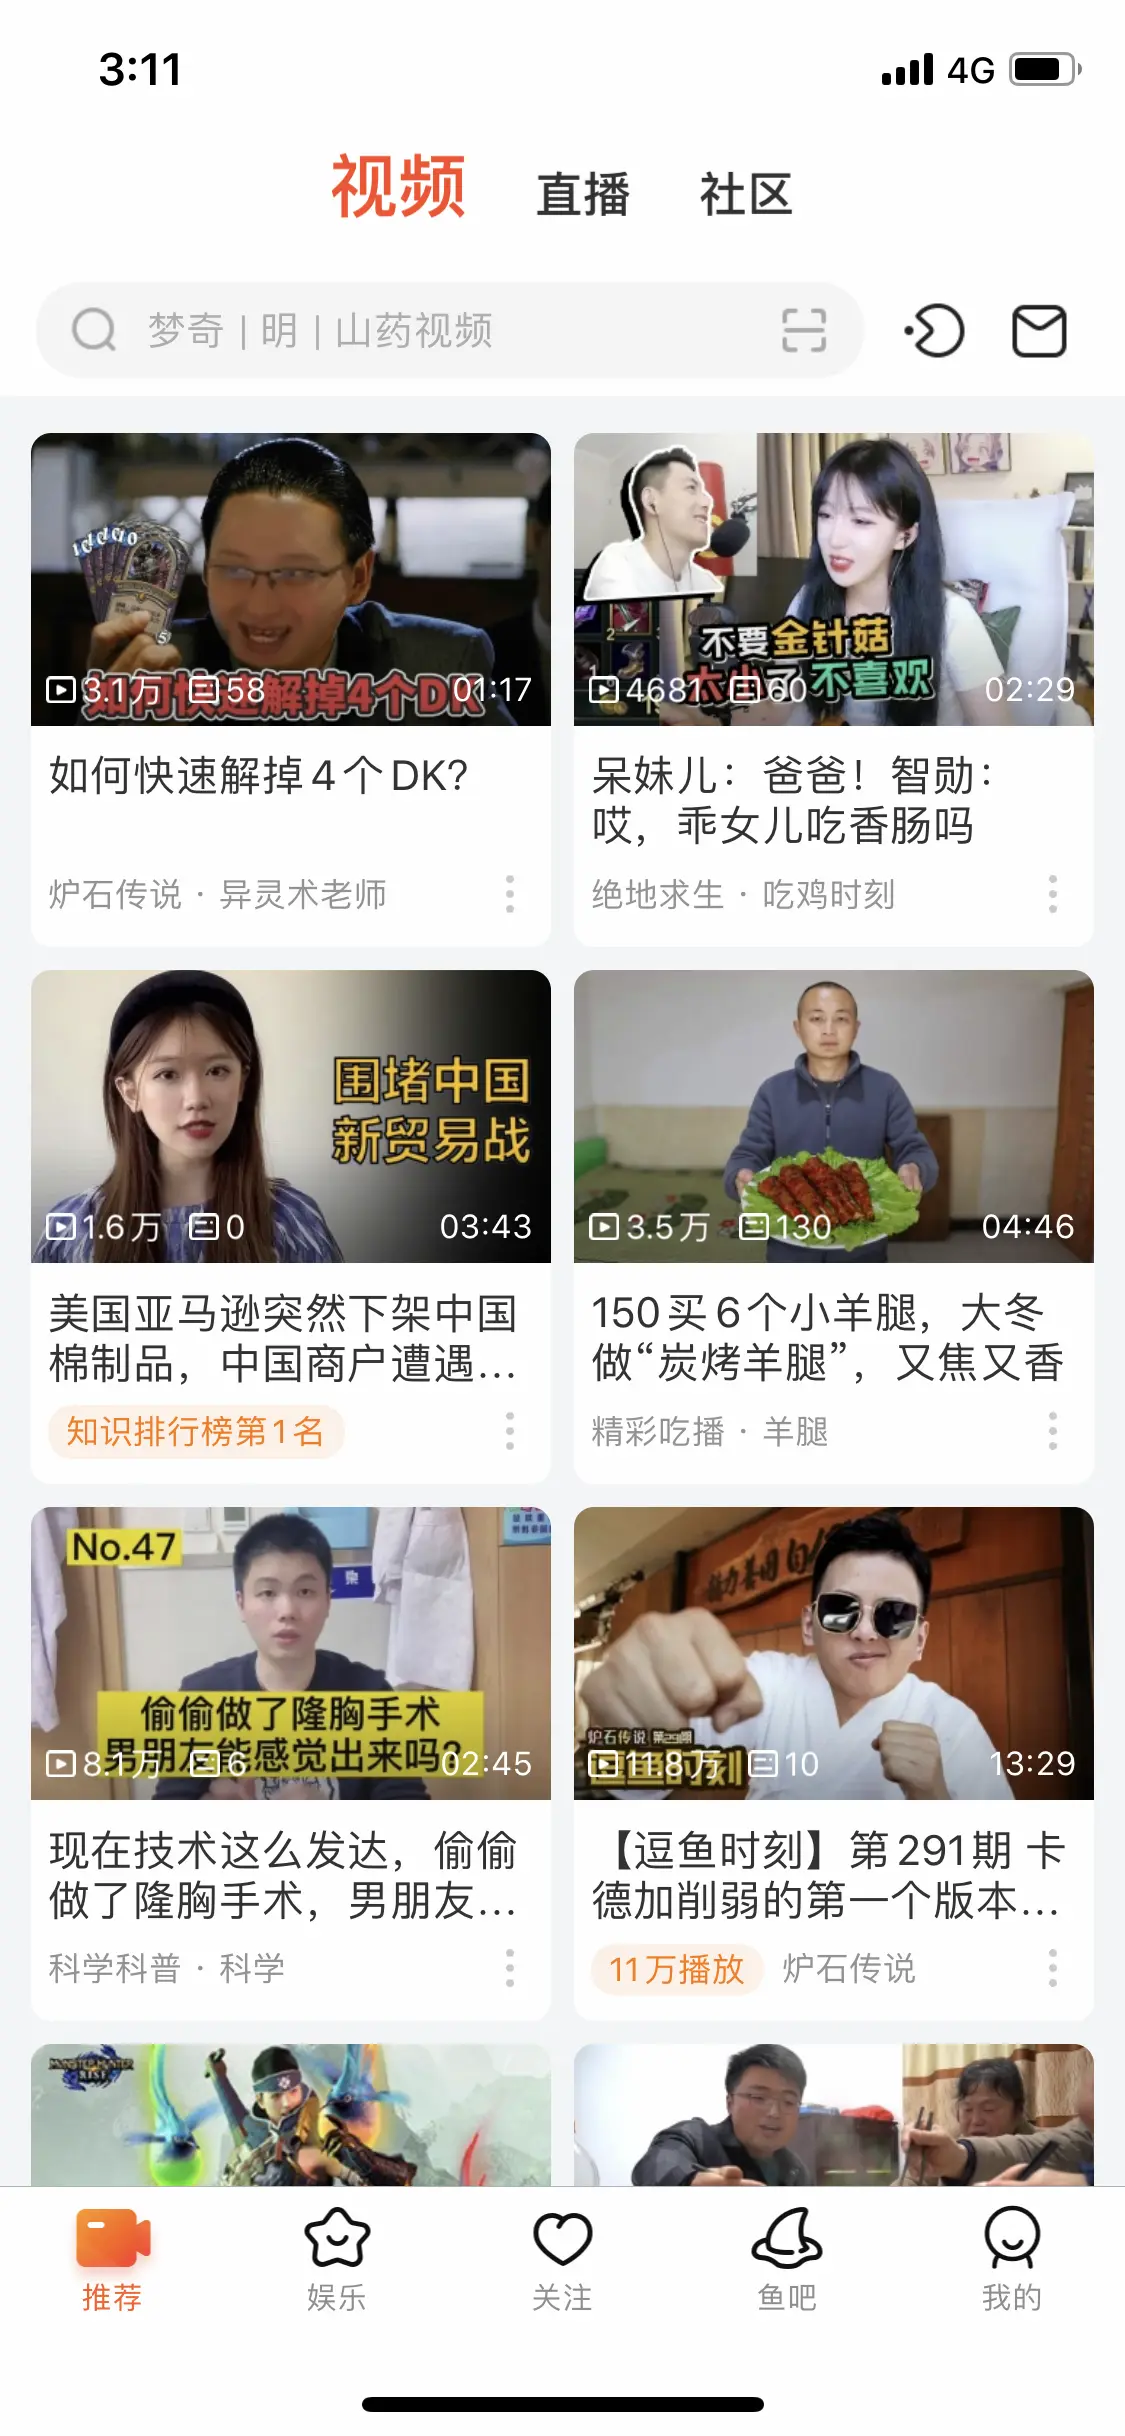 3:11
4G
视频
直播
社区
梦奇 | 明 | 山药视频
如何快速解掉4个DK
3.1万
58
01:17
如何快速解掉4个DK?
炉石传说 · 异灵术老师
不要金针菇
太出了 不喜欢
4681
60
02:29
呆妹儿：爸爸！智勋：
哎，乖女儿吃香肠吗
绝地求生 · 吃鸡时刻
围堵中国
新贸易战
1.6万
0
03:43
美国亚马逊突然下架中国
棉制品，中国商户遭遇...
知识排行榜第1名
3.5万
130
04:46
150买6个小羊腿，大冬
做“炭烤羊腿”，又焦又香
精彩吃播 · 羊腿
No.47
偷偷做了隆胸手术
男朋友能感觉出来吗?
8.1万
6
02:45
现在技术这么发达，偷偷
做了隆胸手术，男朋友...
科学科普 · 科学
炉石传说 第291期
逗鱼时刻
11.8万
10
13:29
【逗鱼时刻】第291期 卡
德加削弱的第一个版本...
11万播放
炉石传说
MONSTER HUNTER
RISE
推荐
娱乐
关注
鱼吧
我的